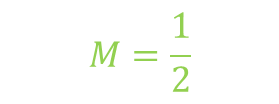 M = 1/2